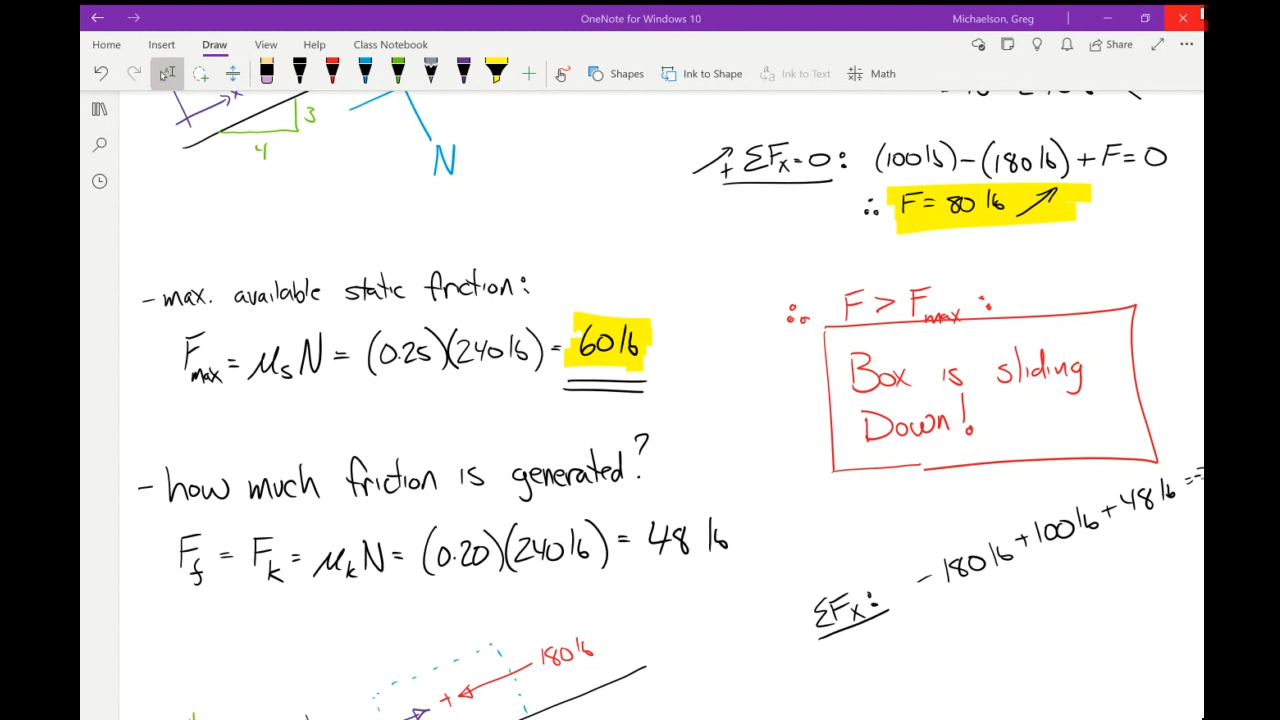 OneNote for Windows 10
Michaelson, Greg
Home Insert Draw View Help Class Notebook
Share
Shapes Ink to Shape Ink to Text Math
x
3
4
N
↗+ ΣFx=0: (100lb)-(180lb)+F=0
∴ F= 80 lb ↗
- max. available static friction:
Fmax = μsN = (0.25)(240lb) = 60lb
∴ F > Fmax :
Box is sliding
Down!
- how much friction is generated?
Ff = Fk = μkN = (0.20)(240lb) = 48 lb
ΣFx: -180lb+100lb+48lb =-
180lb